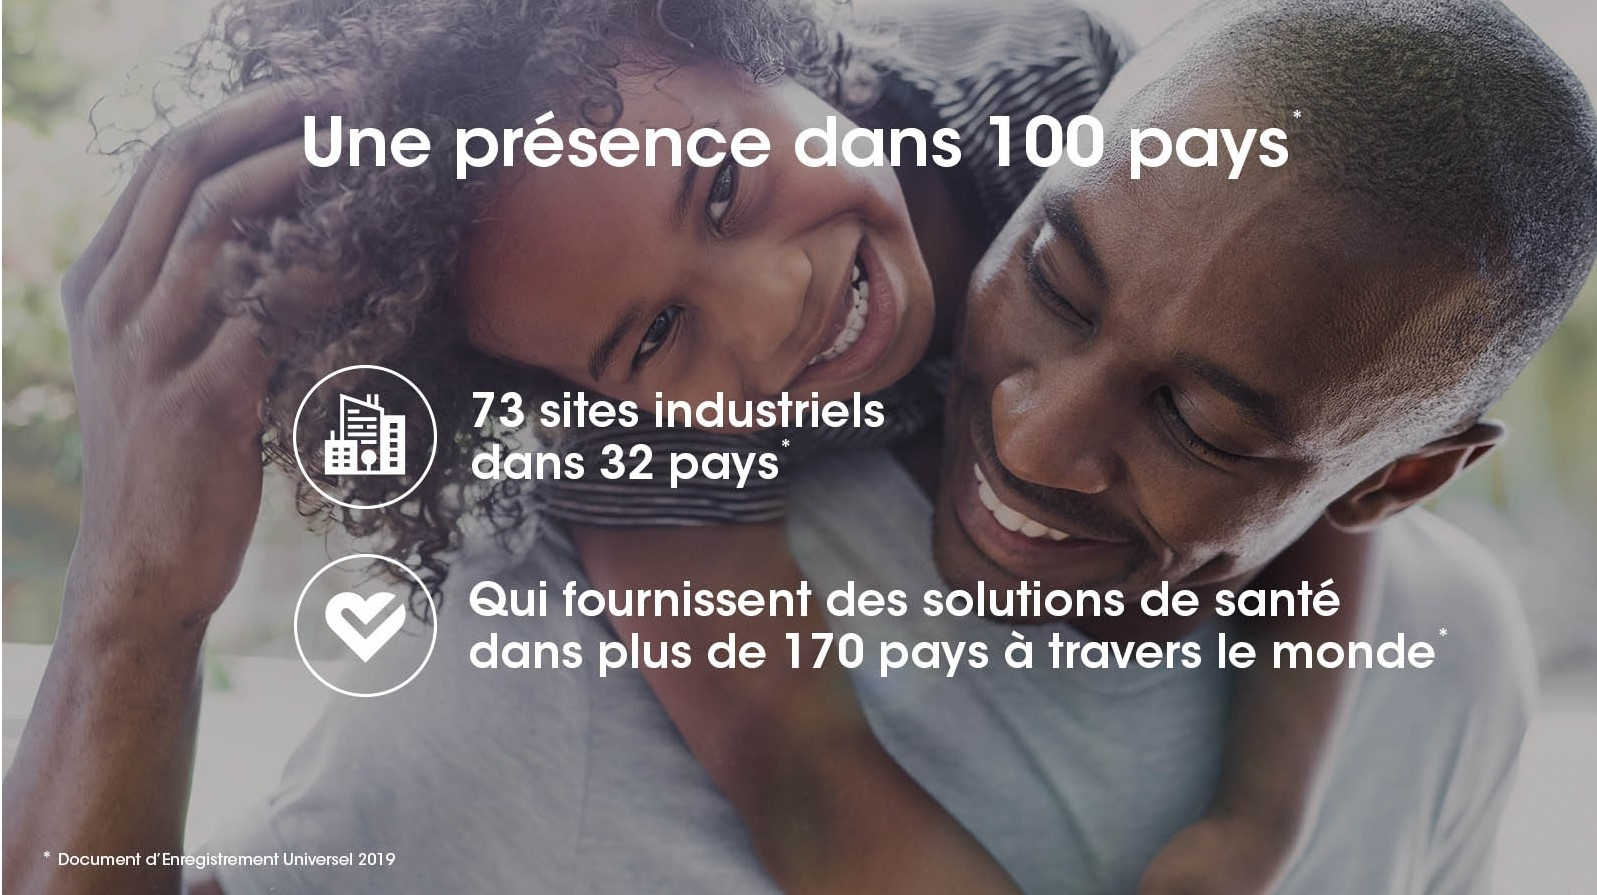 Une présence dans 100 pays*
73 sites industriels
dans 32 pays*
Qui fournissent des solutions de santé
dans plus de 170 pays à travers le monde*
* Document d'Enregistrement Universel 2019